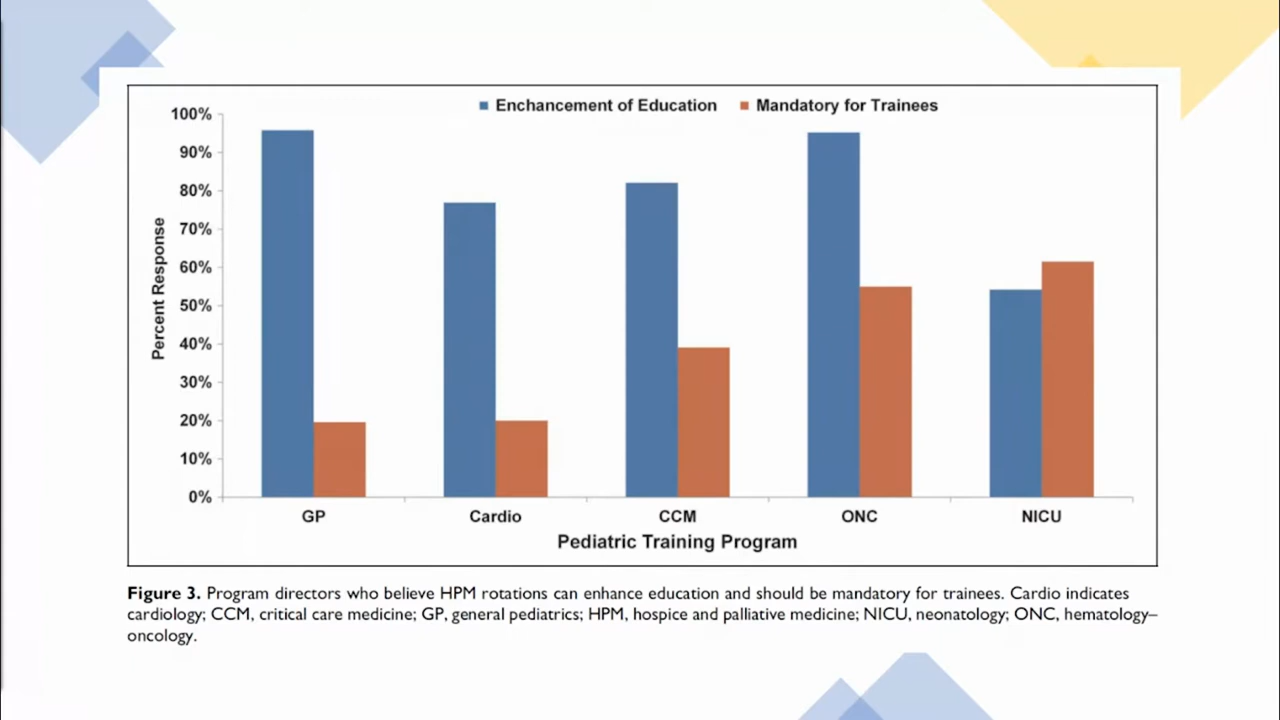 Enchancement of Education
Mandatory for Trainees
100%
90%
80%
70%
60%
50%
40%
30%
20%
10%
0%
Percent Response
GP
Cardio
CCM
ONC
NICU
Pediatric Training Program
Figure 3. Program directors who believe HPM rotations can enhance education and should be mandatory for trainees. Cardio indicates
cardiology; CCM, critical care medicine; GP, general pediatrics; HPM, hospice and palliative medicine; NICU, neonatology; ONC, hematology–
oncology.